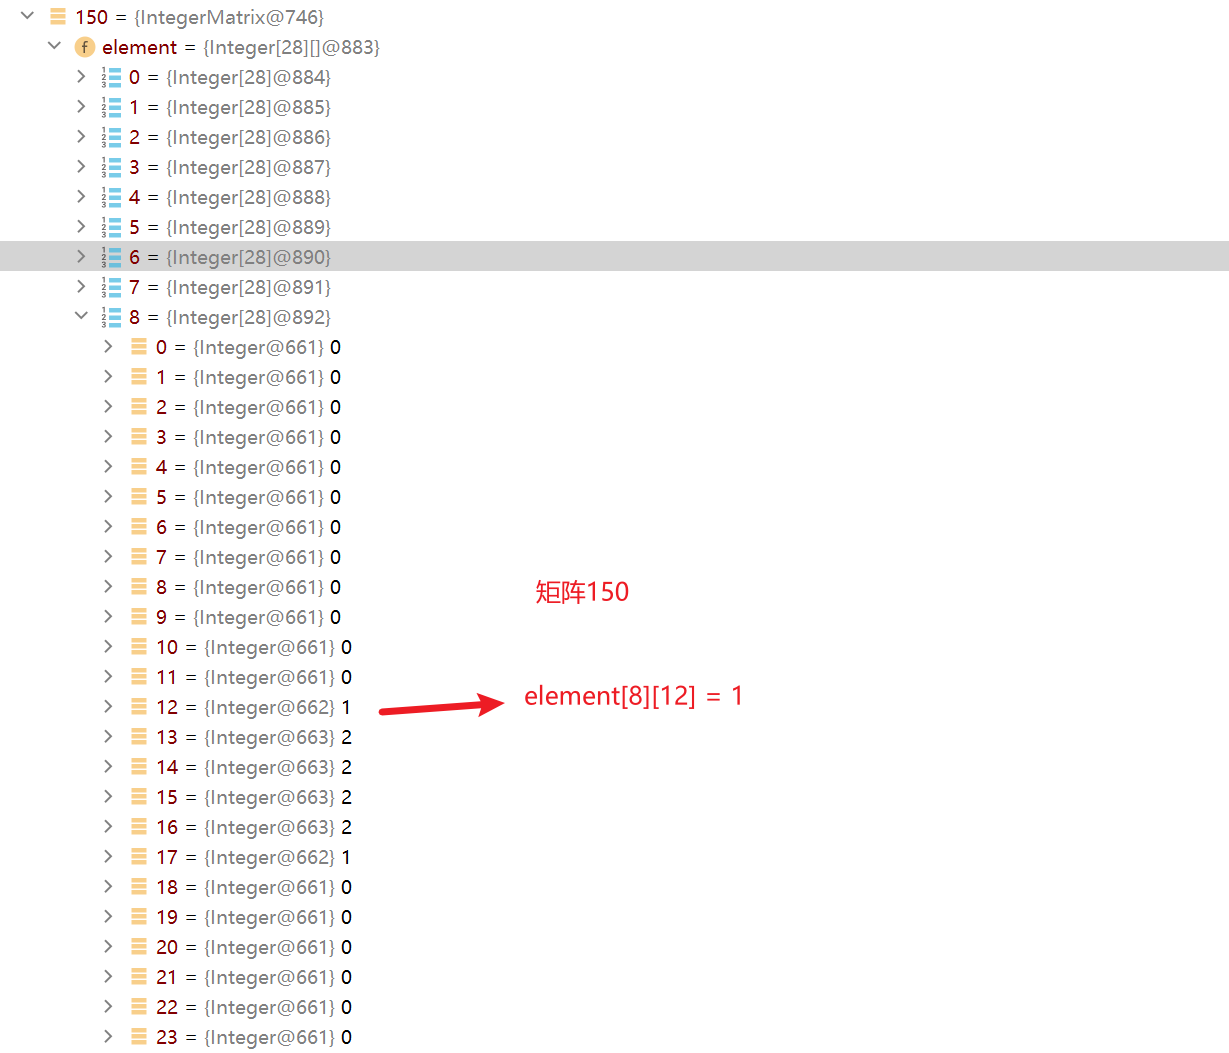 150 = {IntegerMatrix@746}
f element = {Integer[28][]@883}
0 = {Integer[28]@884}
1 = {Integer[28]@885}
2 = {Integer[28]@886}
3 = {Integer[28]@887}
4 = {Integer[28]@888}
5 = {Integer[28]@889}
6 = {Integer[28]@890}
7 = {Integer[28]@891}
8 = {Integer[28]@892}
0 = {Integer@661} 0
1 = {Integer@661} 0
2 = {Integer@661} 0
3 = {Integer@661} 0
4 = {Integer@661} 0
5 = {Integer@661} 0
6 = {Integer@661} 0
7 = {Integer@661} 0
8 = {Integer@661} 0
矩阵150
9 = {Integer@661} 0
10 = {Integer@661} 0
11 = {Integer@661} 0
element[8][12] = 1
12 = {Integer@662} 1
13 = {Integer@663} 2
14 = {Integer@663} 2
15 = {Integer@663} 2
16 = {Integer@663} 2
17 = {Integer@662} 1
18 = {Integer@661} 0
19 = {Integer@661} 0
20 = {Integer@661} 0
21 = {Integer@661} 0
22 = {Integer@661} 0
23 = {Integer@661} 0